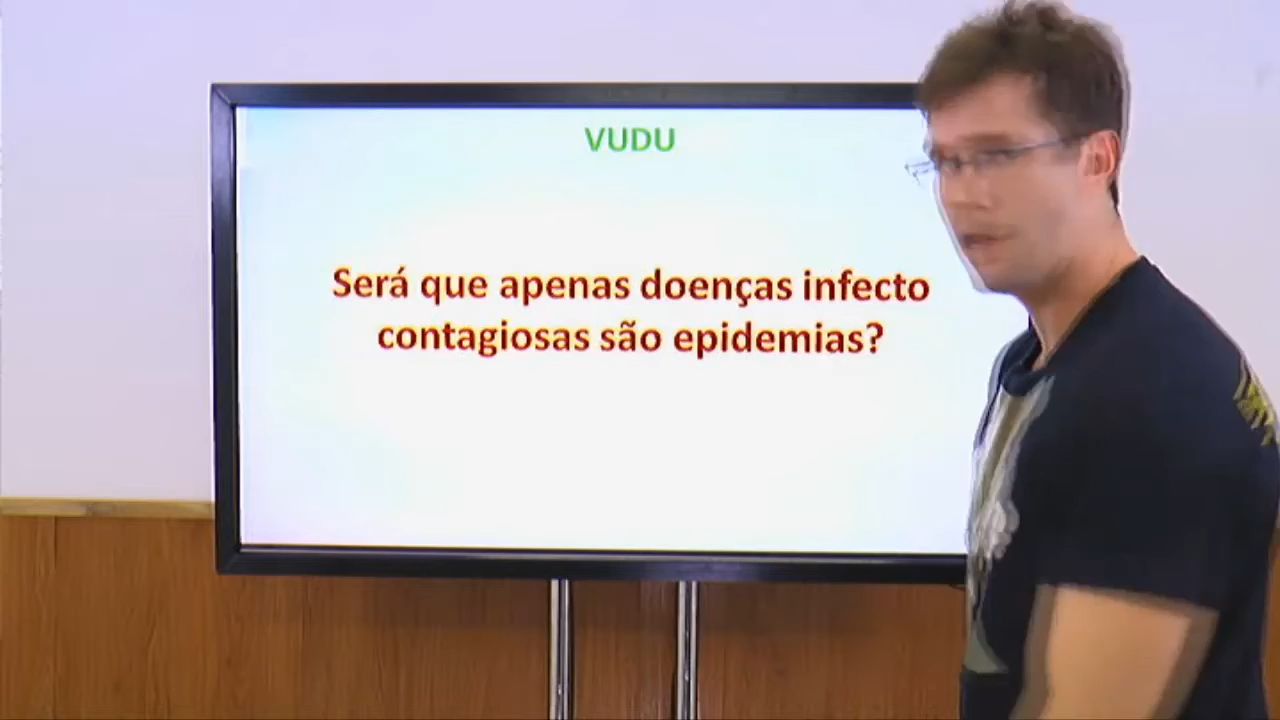 VUDU
Será que apenas doenças infecto
contagiosas são epidemias?